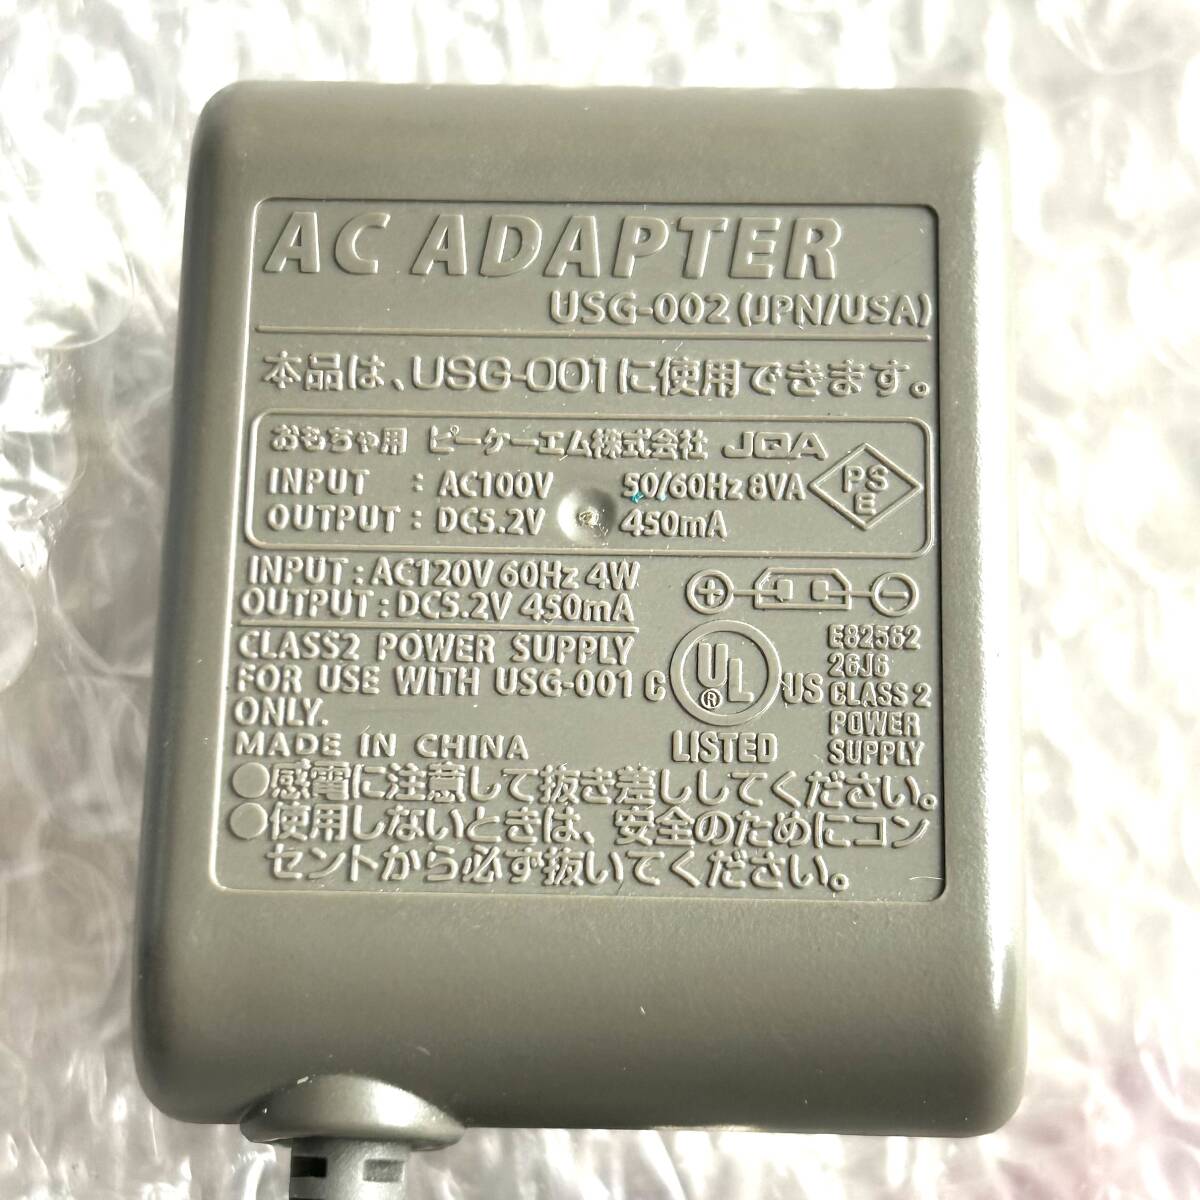 AC ADAPTER
USG-002 (JPN/USA)
本品は、USG-001に使用できます。
おもちゃ用 ピーケーエム株式会社 JQA
INPUT : AC100V 50/60Hz 8VA
OUTPUT : DC5.2V 450mA
PS
E
INPUT : AC120V 60Hz 4W
OUTPUT : DC5.2V 450mA
CLASS2 POWER SUPPLY
FOR USE WITH USG-001
ONLY.
MADE IN CHINA
C UL US
®
LISTED
E82562
26J6
CLASS 2
POWER
SUPPLY
●感電に注意して抜き差ししてください。
●使用しないときは、安全のためにコン
セントから必ず抜いてください。